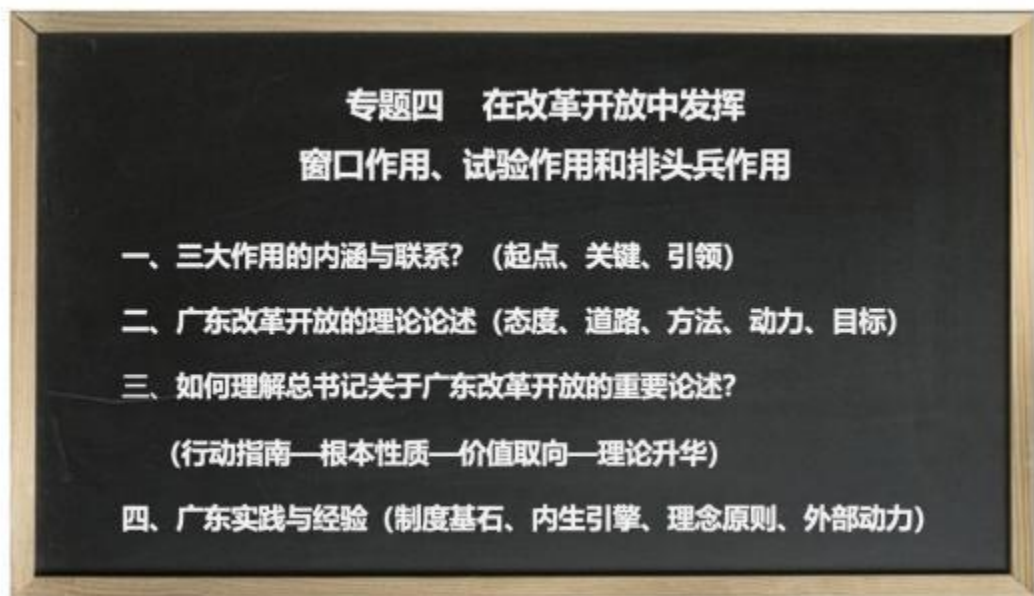 专题四 在改革开放中发挥
窗口作用、试验作用和排头兵作用
一、三大作用的内涵与联系？（起点、关键、引领）
二、广东改革开放的理论论述（态度、道路、方法、动力、目标）
三、如何理解总书记关于广东改革开放的重要论述？
（行动指南—根本性质—价值取向—理论升华）
四、广东实践与经验（制度基石、内生引擎、理念原则、外部动力）